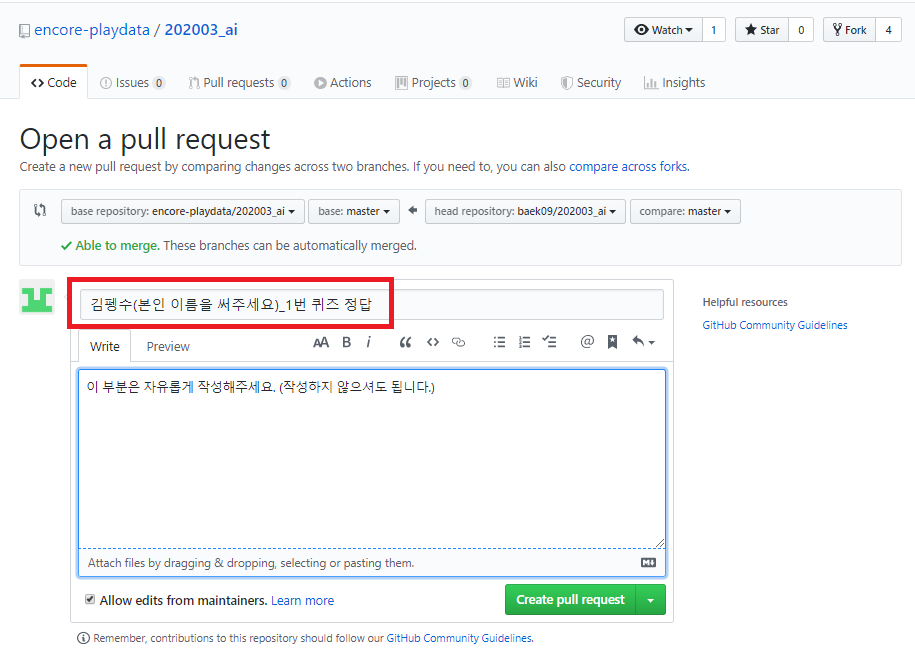 encore-playdata / 202003_ai
Watch 1 Star 0 Fork 4
Code Issues 0 Pull requests 0 Actions Projects 0 Wiki Security Insights
Open a pull request
Create a new pull request by comparing changes across two branches. If you need to, you can also compare across forks.
base repository: encore-playdata/202003_ai base: master head repository: baek09/202003_ai compare: master
Able to merge. These branches can be automatically merged.
김펭수(본인 이름을 써주세요)_1번 퀴즈 정답
Helpful resources
GitHub Community Guidelines
Write Preview AA B i
이 부분은 자유롭게 작성해주세요. (작성하지 않으셔도 됩니다.)
Attach files by dragging & dropping, selecting or pasting them.
Allow edits from maintainers. Learn more
Create pull request
Remember, contributions to this repository should follow our GitHub Community Guidelines.